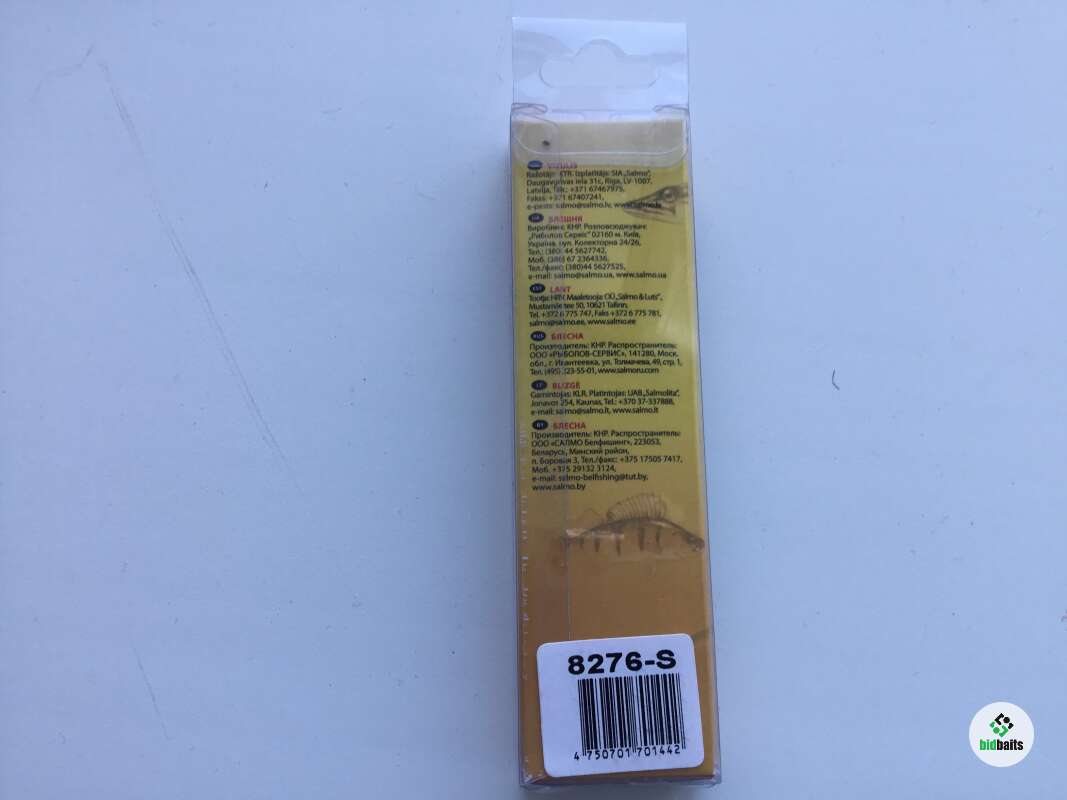 VIZULIS
Ražotājs: ĶTR. Izplatītājs: SIA „Salmo”,
Daugavgrīvas iela 31c, Rīga, LV-1007,
Latvija, Tālr.: +371 67467975,
Fakss: +371 67407241,
e-pasts: salmo@salmo.lv, www.salmo.lv
UA БЛЕШНЯ
Виробник: КНР. Розповсюджувач:
„Риболов Сервіс" 02160 м. Київ,
Україна. вул. Колекторна 24/26,
Тел.: (380) 44 5627742,
Моб. (380) 67 2364336,
Тел./факс: (380)44 5627525,
e-mail: salmo@salmo.ua, www.salmo.ua
EST LANT
Tootja: HRV. Maaletooja: OÜ „Salmo & Luts”,
Mustamäe tee 50, 10621 Tallinn,
Tel. +372 6 775 747, Faks +372 6 775 781,
salmo@salmo.ee, www.salmo.ee
RUS БЛЕСНА
Производитель: КНР. Распространитель:
ООО «РЫБОЛОВ-СЕРВИС», 141280, Моск.
обл., г. Ивантеевка, ул. Толмачева, 49, стр. 1,
Тел. (495) 223-55-01, www.salmoru.com
LT BLIZGĖ
Gamintojas: KLR. Platintojas: UAB „Salmolita”,
Jonavos 254, Kaunas, Tel.: +370 37-337888,
e-mail: salmo@salmo.lt, www.salmo.lt
BY БЛЕСНА
Производитель: КНР. Распространитель:
ООО «САЛМО Белфишинг», 223053,
Беларусь, Минский район,
п. Боровая 3, Тел./факс: +375 17505 7417,
Моб. +375 29132 3124,
e-mail: salmo-belfishing@tut.by,
www.salmo.by
8276-S
4 750701 701442
bidbaits